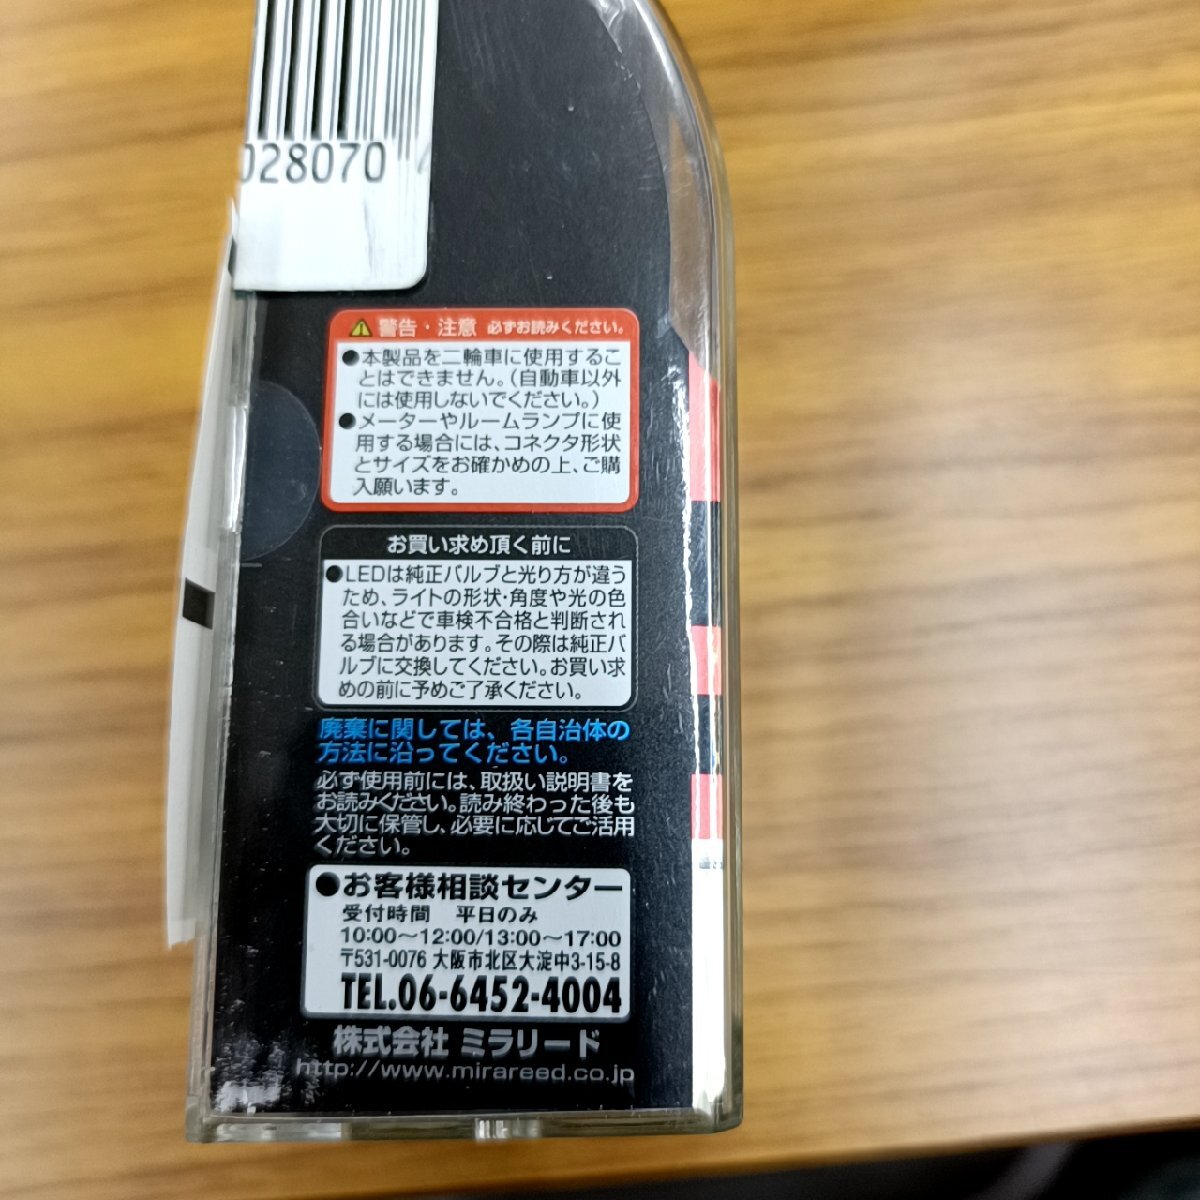 028070
警告・注意 必ずお読みください。
●本製品を二輪車に使用するこ
とはできません。(自動車以外
には使用しないでください。)
●メーターやルームランプに使
用する場合には、コネクタ形状
とサイズをお確かめの上、ご購
入願います。
お買い求め頂く前に
●LEDは純正バルブと光り方が違う
ため、ライトの形状・角度や光の色
合いなどで車検不合格と判断され
る場合があります。その際は純正バ
ルブに交換してください。お買い求
めの前に予めご了承ください。
廃棄に関しては、各自治体の
方法に沿ってください。
必ず使用前には、取扱い説明書を
お読みください。読み終わった後も
大切に保管し、必要に応じてご活用
ください。
●お客様相談センター
受付時間 平日のみ
10:00～12:00/13:00～17:00
〒531-0076 大阪市北区大淀中3-15-8
TEL.06-6452-4004
株式会社 ミラリード
http://www.mirareed.co.jp